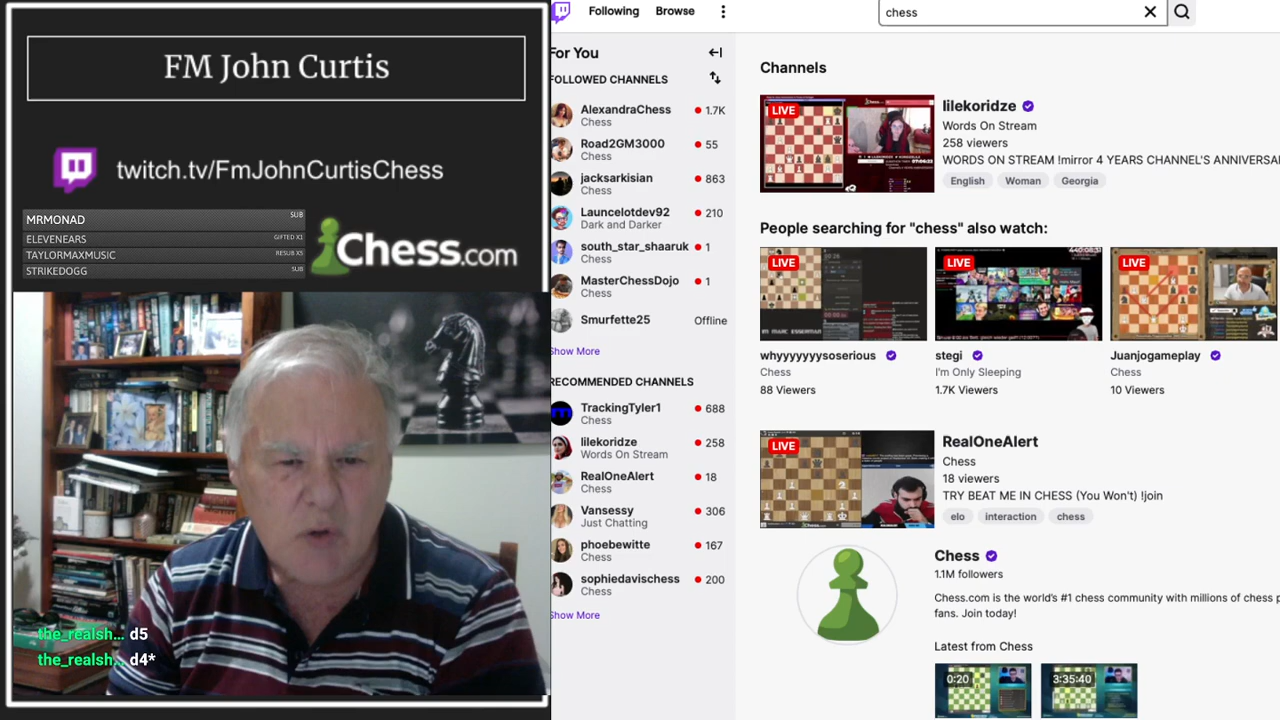 FM John Curtis
twitch.tv/FmJohnCurtisChess
MRMONAD SUB
ELEVENEARS GIFTED X1
TAYLORMAXMUSIC RESUB X5
STRIKEDOGG SUB
Chess.com
the_realsh... d5
the_realsh... d4*
Following Browse
chess
For You
FOLLOWED CHANNELS
AlexandraChess 1.7K
Chess
Road2GM3000 55
Chess
jacksarkisian 863
Chess
Launcelotdev92 210
Dark and Darker
south_star_shaaruk 1
Chess
MasterChessDojo 1
Chess
Smurfette25 Offline
Show More
RECOMMENDED CHANNELS
TrackingTyler1 688
Chess
lilekoridze 258
Words On Stream
RealOneAlert 18
Chess
Vansessy 306
Just Chatting
phoebewitte 167
Chess
sophiedavischess 200
Chess
Show More
Channels
LIVE
lilekoridze
Words On Stream
258 viewers
WORDS ON STREAM !mirror 4 YEARS CHANNEL'S ANNIVERSA
English Woman Georgia
People searching for "chess" also watch:
LIVE LIVE LIVE
whyyyyyysoserious stegi Juanjogameplay
Chess I'm Only Sleeping Chess
88 Viewers 1.7K Viewers 10 Viewers
LIVE
RealOneAlert
Chess
18 viewers
TRY BEAT ME IN CHESS (You Won't) !join
elo interaction chess
Chess
1.1M followers
Chess.com is the world's #1 chess community with millions of chess p
fans. Join today!
Latest from Chess
0:20 3:35:40